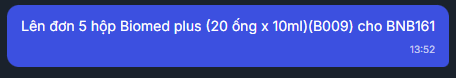 Lên đơn 5 hộp Biomed plus (20 ống x 10ml)(B009) cho BNB161
13:52